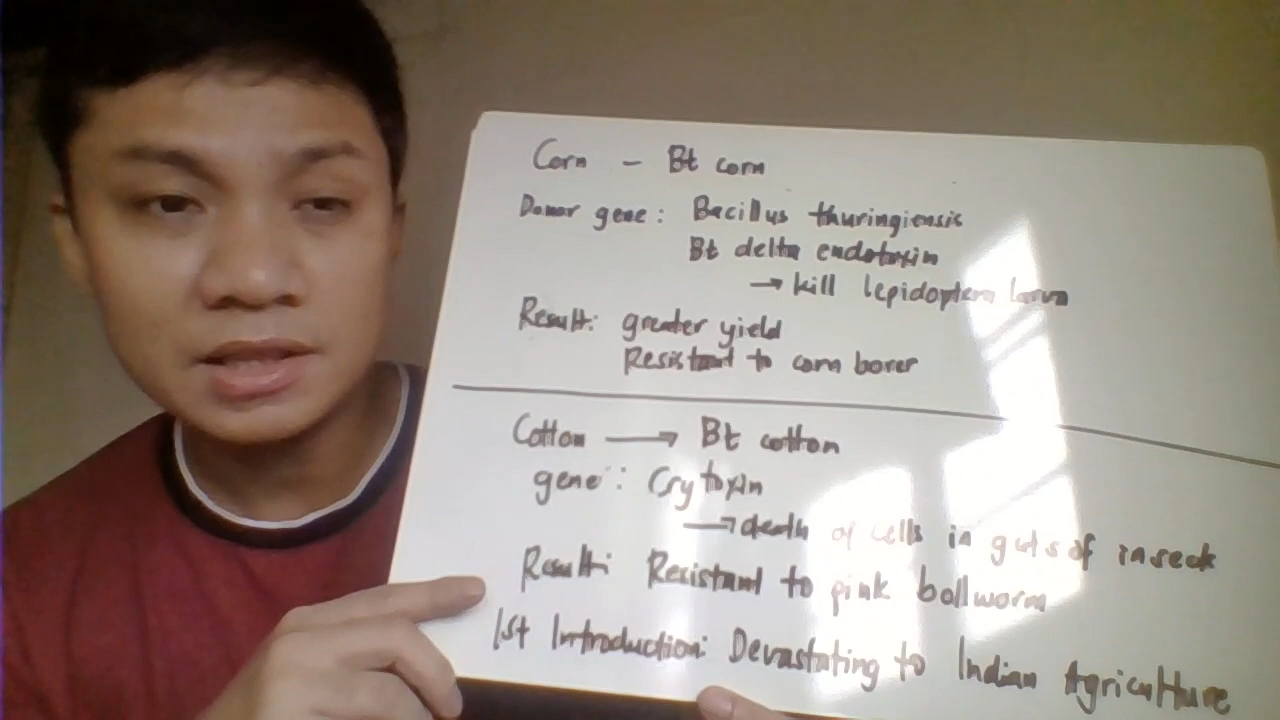 Corn - Bt corn
Donor gene: Bacillus thuringiensis
Bt delta endotoxin
→ kill lepidoptera larva
Result: greater yield
Resistant to corn borer
Cotton → Bt cotton
gene: Cry toxin
→ death of cells in guts of insect
Result: Resistant to pink bollworm
1st Introduction: Devastating to Indian Agriculture